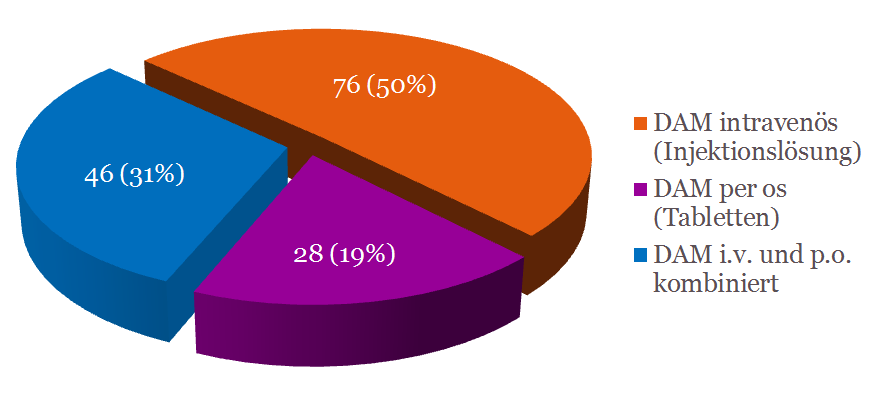 76 (50%)
46 (31%)
28 (19%)
DAM intravenös
(Injektionslösung)
DAM per os
(Tabletten)
DAM i.v. und p.o.
kombiniert